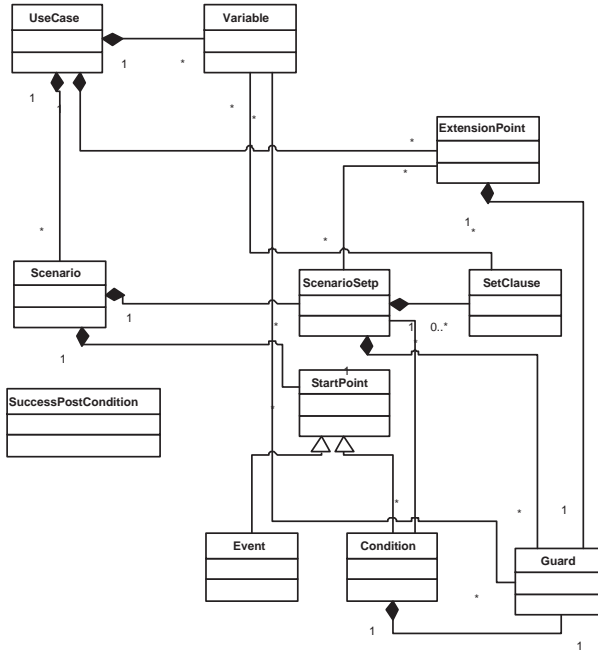 UseCase
Variable
1
*
1
1
*
*
ExtensionPoint
*
*
1
*
*
*
Scenario
ScenarioSetp
SetClause
1
*
1
0..*
*
1
1
StartPoint
SuccessPostCondition
*
*
*
1
Event
Condition
Guard
*
1
1